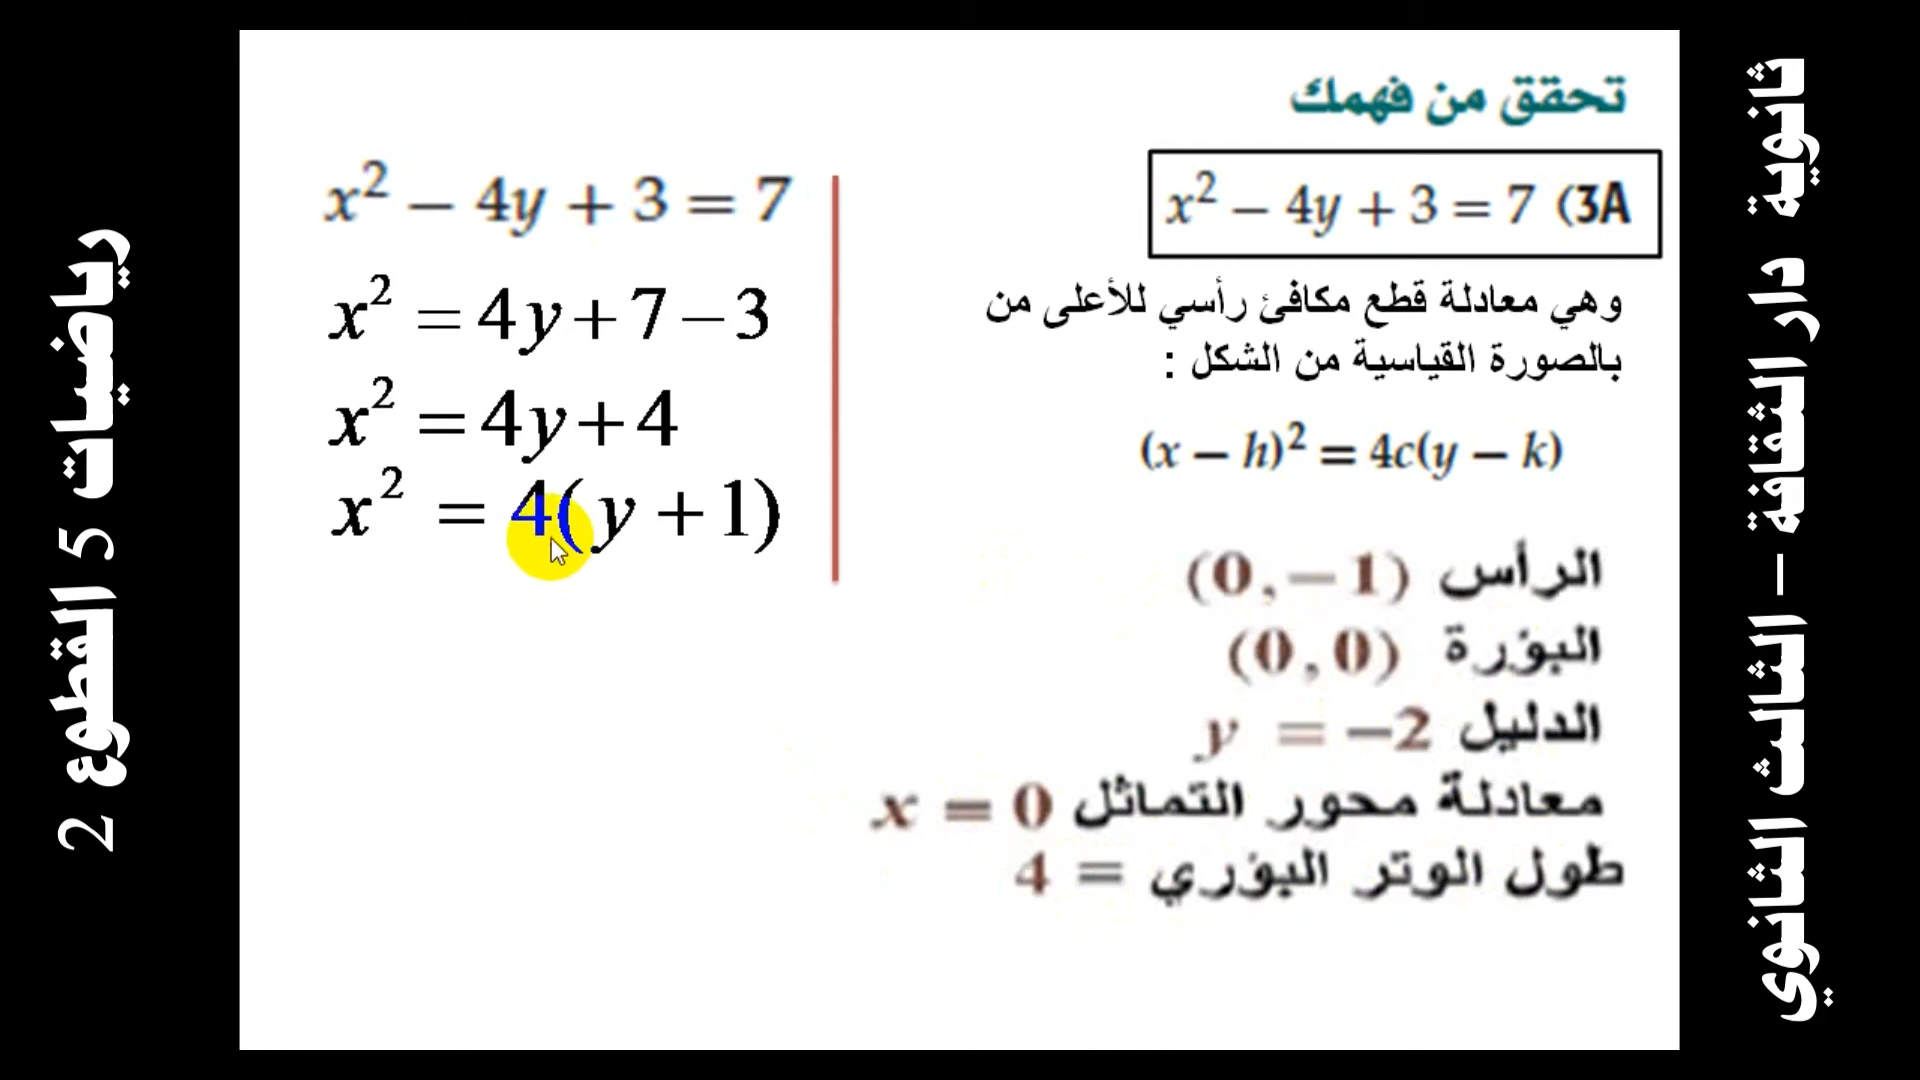 تحقق من فهمك
x² − 4y + 3 = 7 (3A
وهي معادلة قطع مكافئ رأسي للأعلى من
بالصورة القياسية من الشكل :
(x − h)² = 4c(y − k)
الرأس (0,−1)
البؤرة (0,0)
الدليل y = −2
معادلة محور التماثل x = 0
طول الوتر البؤري = 4
x² − 4y + 3 = 7
x² = 4y + 7 − 3
x² = 4y + 4
x² = 4(y + 1)
ثانوية دار الثقافة – الثالث الثانوي
رياضيات 5 القطوع 2